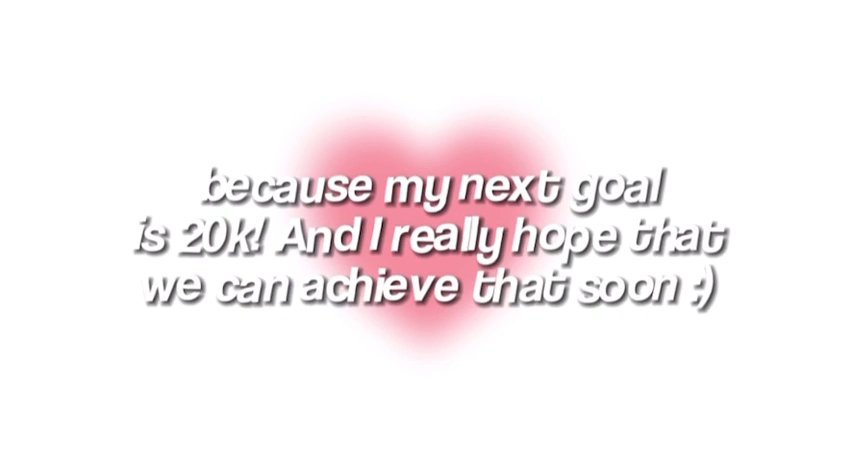 because my next goal
is 20k! And I really hope that
we can achieve that soon :)